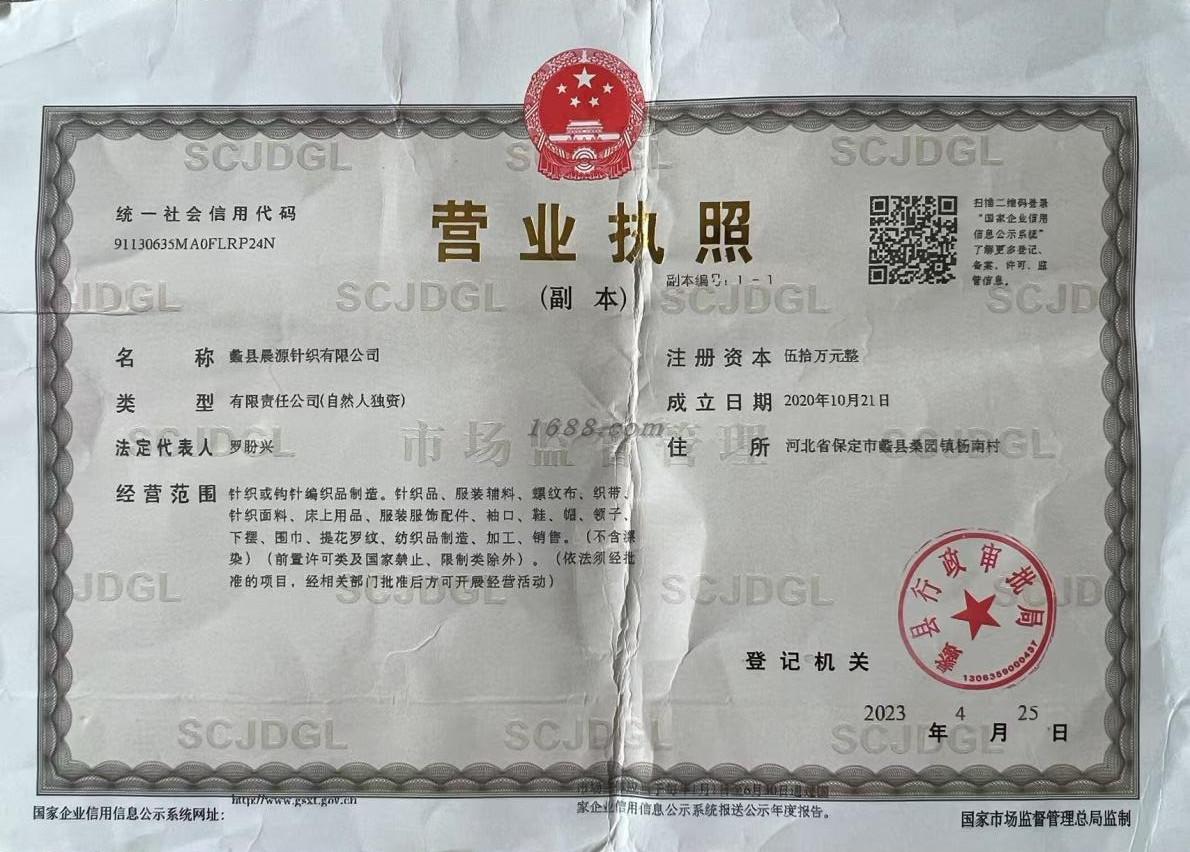 SCJDGL
SCJDGL
统一社会信用代码
91130635MA0FLRP24N
营业执照
(副 本)
副本编号：1－1
扫描二维码登录
“国家企业信用
信息公示系统”
了解更多登记、
备案、许可、监
管信息。
JDGL
SCJDGL
SCJDGL
SCJD
名 称 蠡县晨源针织有限公司
类 型 有限责任公司(自然人独资)
法定代表人 罗盼兴
经营范围 针织或钩针编织品制造。针织品、服装辅料、螺纹布、织带、
针织面料、床上用品、服装服饰配件、袖口、鞋、帽、领子、
下摆、围巾、提花罗纹、纺织品制造、加工、销售。（不含漂
染）（前置许可类及国家禁止、限制类除外）。（依法须经批
准的项目，经相关部门批准后方可开展经营活动）
注册资本 伍拾万元整
成立日期 2020年10月21日
住 所 河北省保定市蠡县桑园镇杨南村
1688.com
市场监督管理
JDGL
SCJDGL
SCJDGL
登记机关
蠡县行政审批局
1306359000437
2023 年 4 月 25 日
SCJDGL
SCJDGL
SCJDGL
国家企业信用信息公示系统网址：
http://www.gsxt.gov.cn
家企业信用信息公示系统报送公示年度报告。
国家市场监督管理总局监制